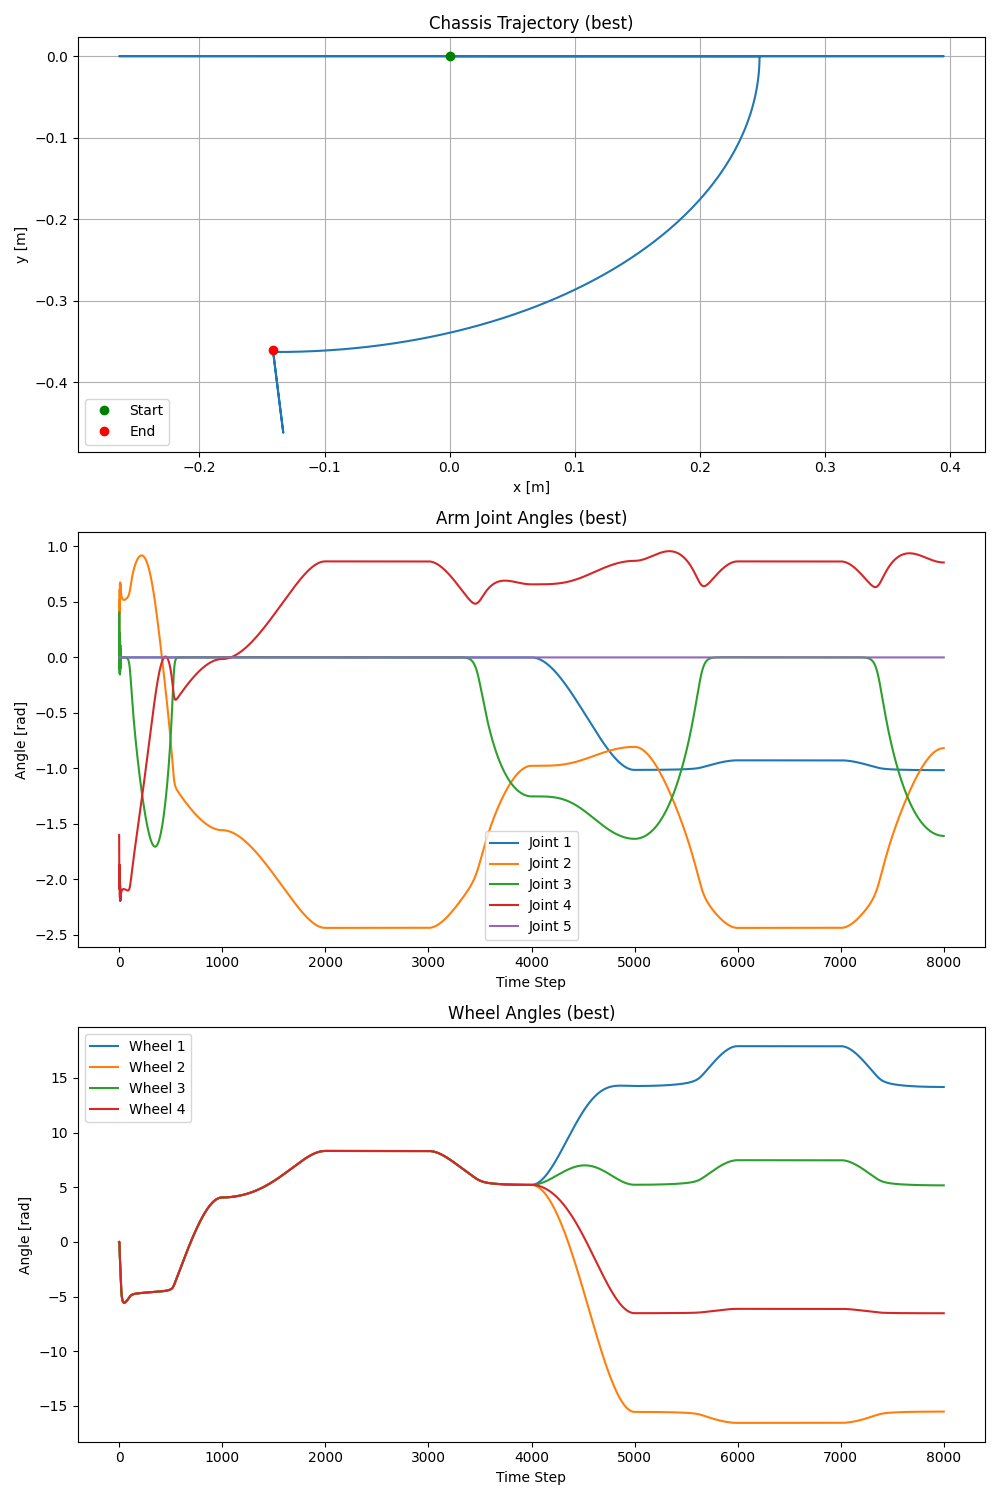 Chassis Trajectory (best)
y [m]
0.0
−0.1
−0.2
−0.3
−0.4
Start
End
−0.2 −0.1 0.0 0.1 0.2 0.3 0.4
x [m]
Arm Joint Angles (best)
Angle [rad]
1.0
0.5
0.0
−0.5
−1.0
−1.5
−2.0
−2.5
Joint 1
Joint 2
Joint 3
Joint 4
Joint 5
0 1000 2000 3000 4000 5000 6000 7000 8000
Time Step
Wheel Angles (best)
Angle [rad]
15
10
5
0
−5
−10
−15
Wheel 1
Wheel 2
Wheel 3
Wheel 4
0 1000 2000 3000 4000 5000 6000 7000 8000
Time Step